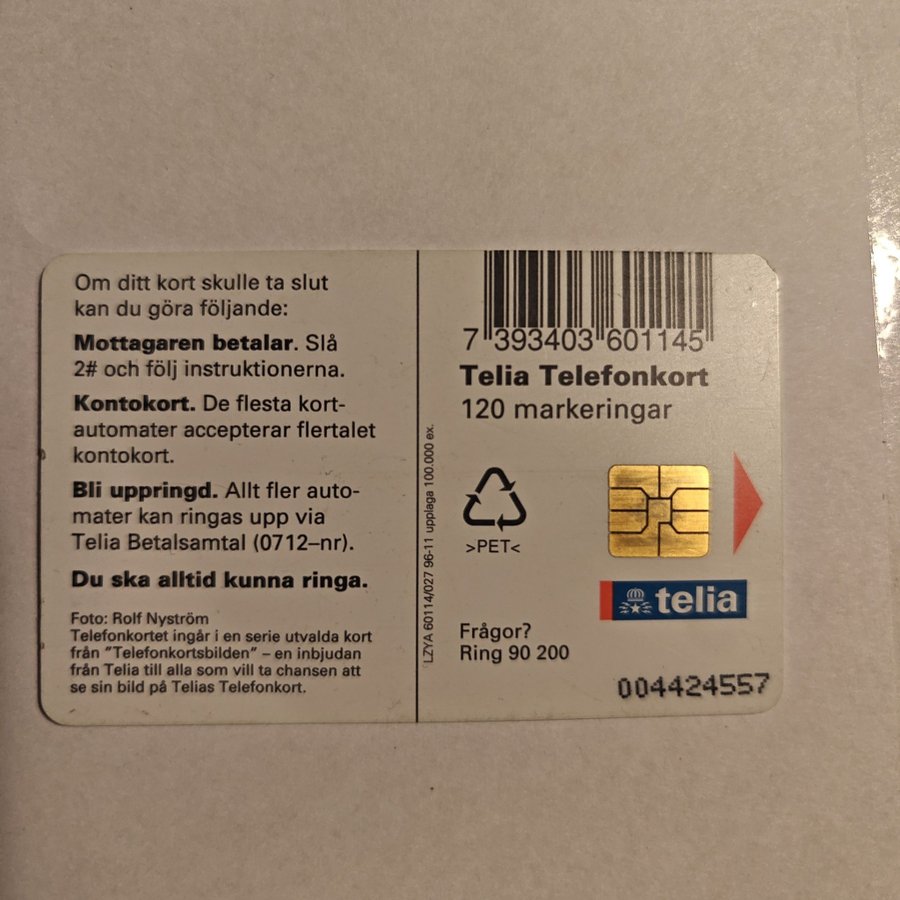 Om ditt kort skulle ta slut
kan du göra följande:
Mottagaren betalar. Slå
2# och följ instruktionerna.
Kontokort. De flesta kort-
automater accepterar flertalet
kontokort.
Bli uppringd. Allt fler auto-
mater kan ringas upp via
Telia Betalsamtal (0712–nr).
Du ska alltid kunna ringa.
Foto: Rolf Nyström
Telefonkortet ingår i en serie utvalda kort
från "Telefonkortsbilden" – en inbjudan
från Telia till alla som vill ta chansen att
se sin bild på Telias Telefonkort.
LZYA 60114/027 96-11 upplaga 100.000 ex.
7 393403 601145
Telia Telefonkort
120 markeringar
>PET<
telia
Frågor?
Ring 90 200
004424557